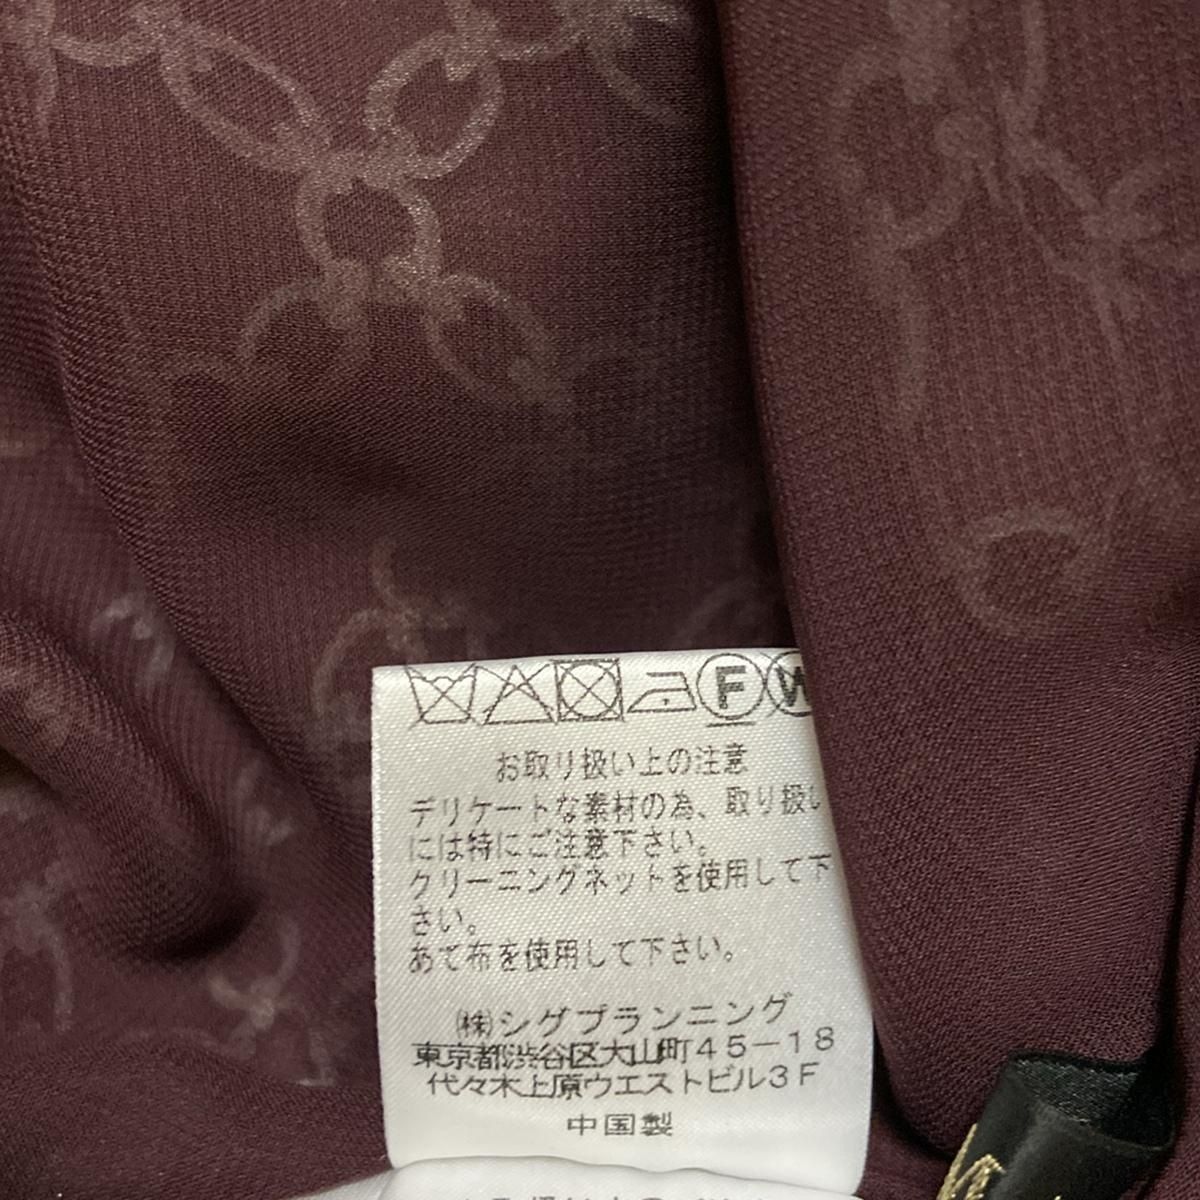 F W
お取り扱い上の注意
デリケートな素材の為、取り扱い
には特にご注意下さい。
クリーニングネットを使用して下
さい。
あて布を使用して下さい。
㈱シグプランニング
東京都渋谷区大山町45－18
代々木上原ウエストビル3F
中国製